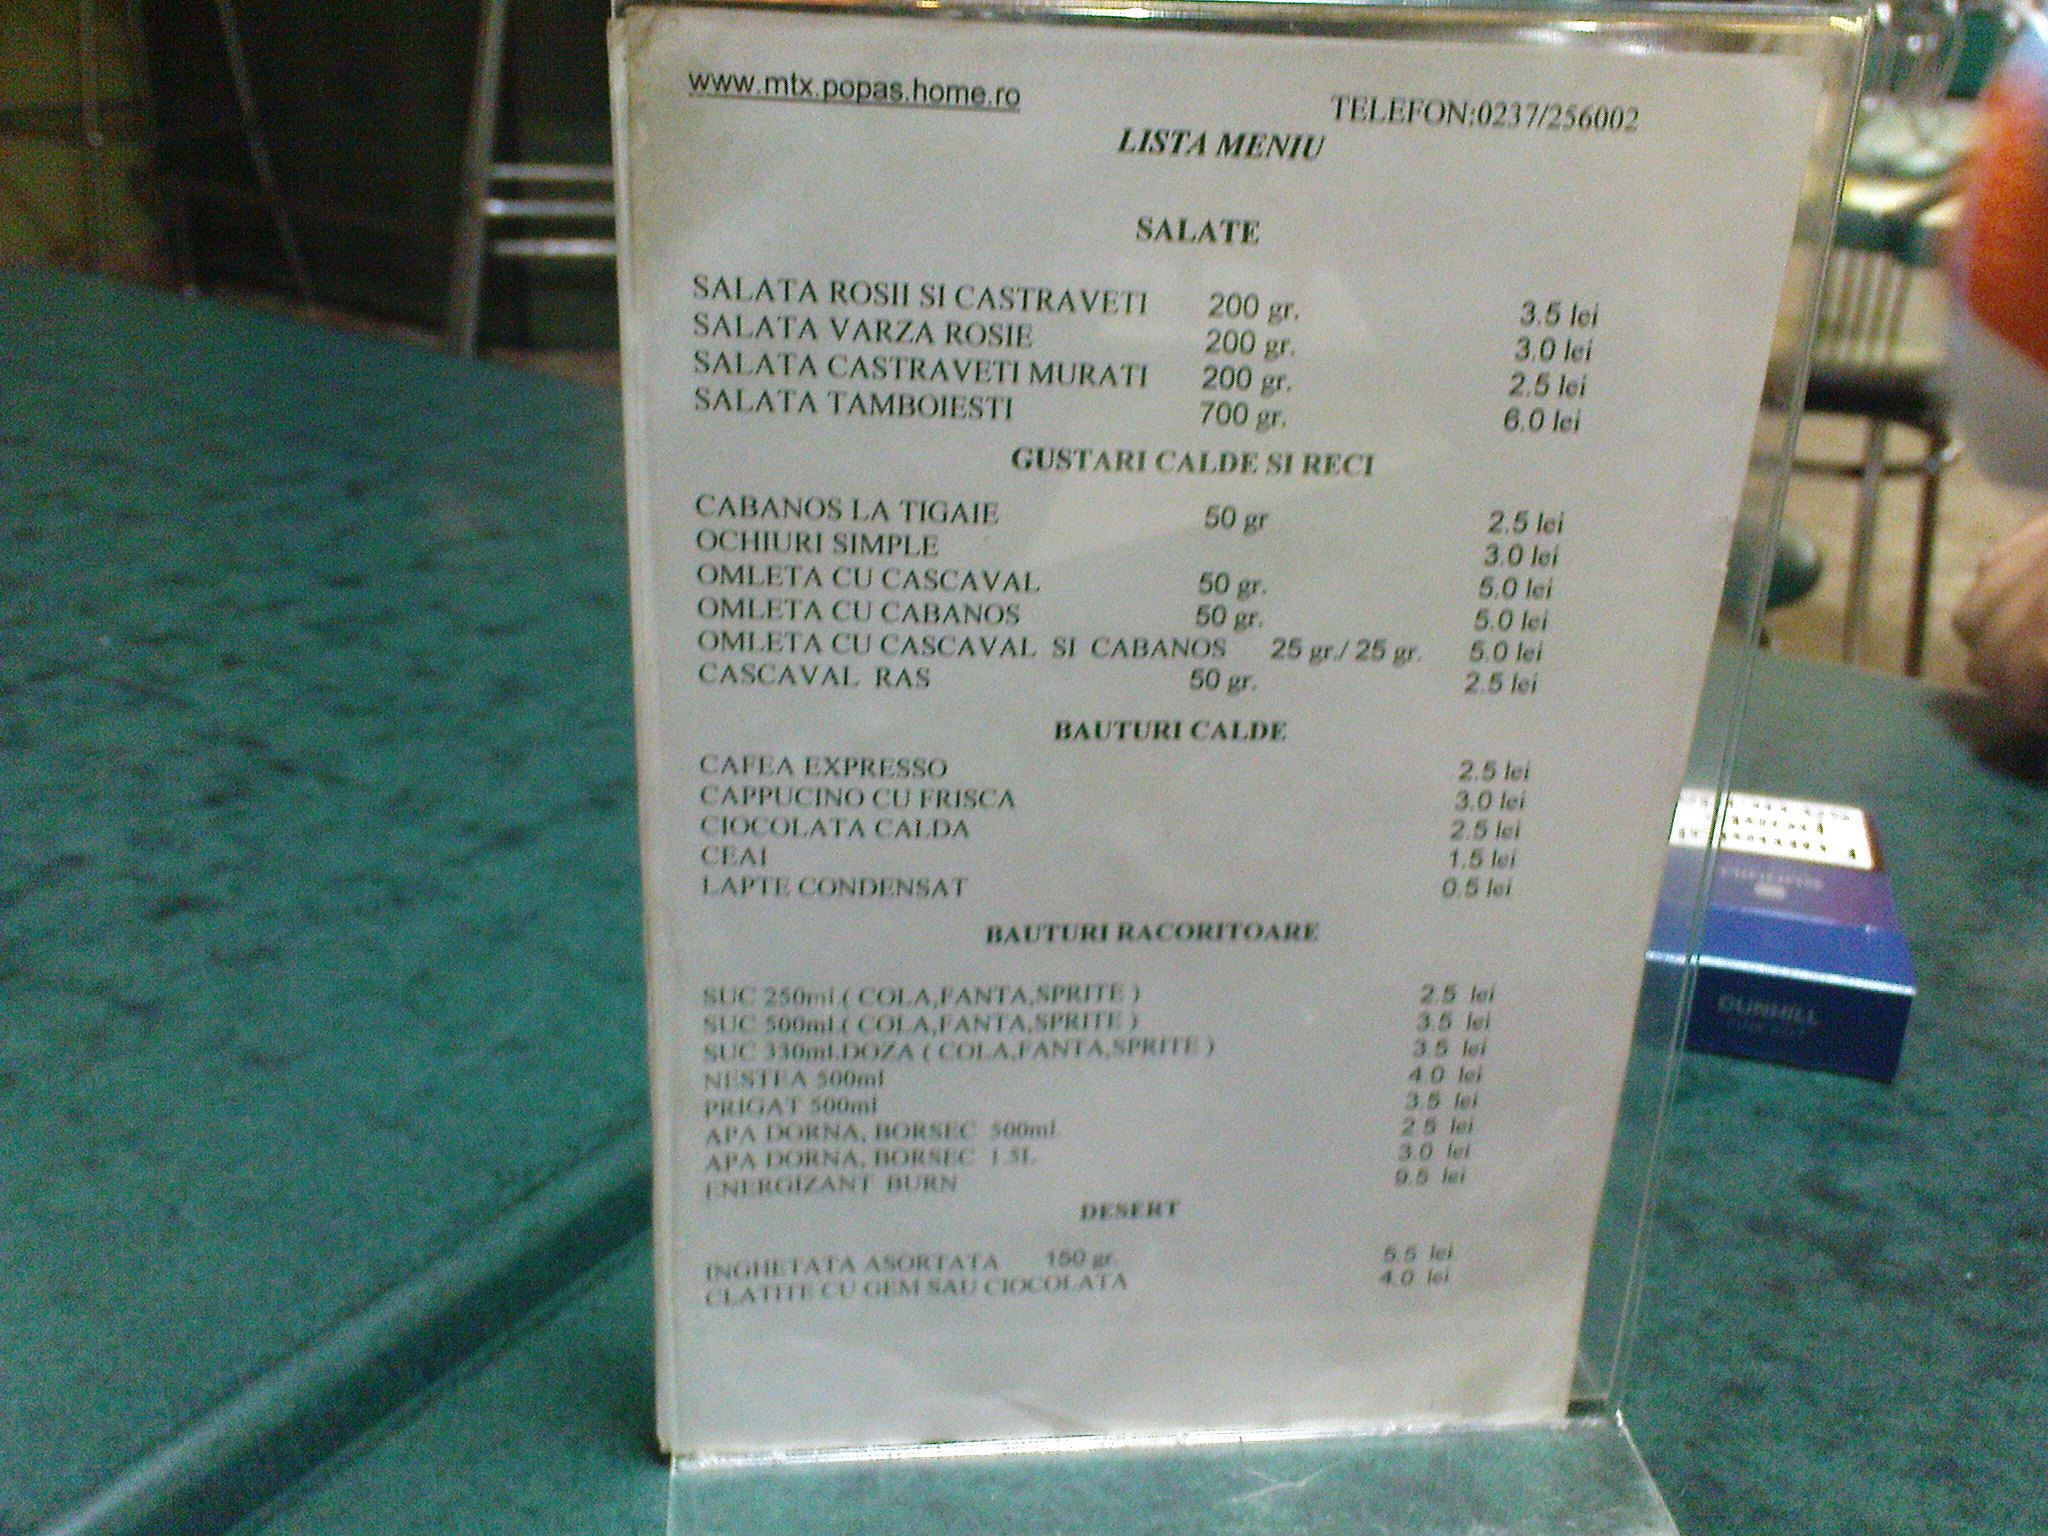 www.mtx.popas.home.ro
TELEFON:0237/256002
LISTA MENIU
SALATE
SALATA ROSII SI CASTRAVETI 200 gr. 3.5 lei
SALATA VARZA ROSIE 200 gr. 3.0 lei
SALATA CASTRAVETI MURATI 200 gr. 2.5 lei
SALATA TAMBOIESTI 700 gr. 6.0 lei
GUSTARI CALDE SI RECI
CABANOS LA TIGAIE 50 gr 2.5 lei
OCHIURI SIMPLE 3.0 lei
OMLETA CU CASCAVAL 50 gr. 5.0 lei
OMLETA CU CABANOS 50 gr. 5.0 lei
OMLETA CU CASCAVAL SI CABANOS 25 gr./ 25 gr. 5.0 lei
CASCAVAL RAS 50 gr. 2.5 lei
BAUTURI CALDE
CAFEA EXPRESSO 2.5 lei
CAPPUCINO CU FRISCA 3.0 lei
CIOCOLATA CALDA 2.5 lei
CEAI 1.5 lei
LAPTE CONDENSAT 0.5 lei
BAUTURI RACORITOARE
SUC 250ml.( COLA,FANTA,SPRITE ) 2.5 lei
SUC 500ml.( COLA,FANTA,SPRITE ) 3.5 lei
SUC 330ml.DOZA ( COLA,FANTA,SPRITE ) 3.5 lei
NESTEA 500ml 4.0 lei
PRIGAT 500ml 3.5 lei
APA DORNA, BORSEC 500ml. 2.5 lei
APA DORNA, BORSEC 1.5L 3.0 lei
ENERGIZANT BURN 9.5 lei
DESERT
INGHETATA ASORTATA 150 gr. 5.5 lei
CLATITE CU GEM SAU CIOCOLATA 4.0 lei
DUNHILL